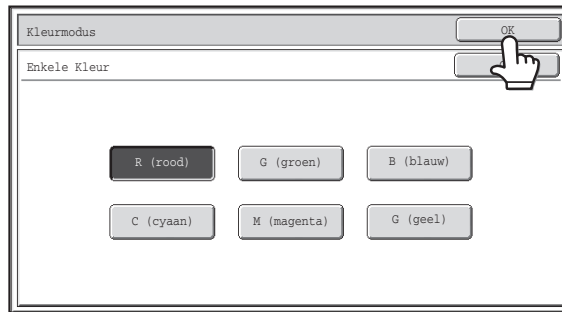 Kleurmodus OK
Enkele Kleur
R (rood) G (groen) B (blauw)
C (cyaan) M (magenta) G (geel)